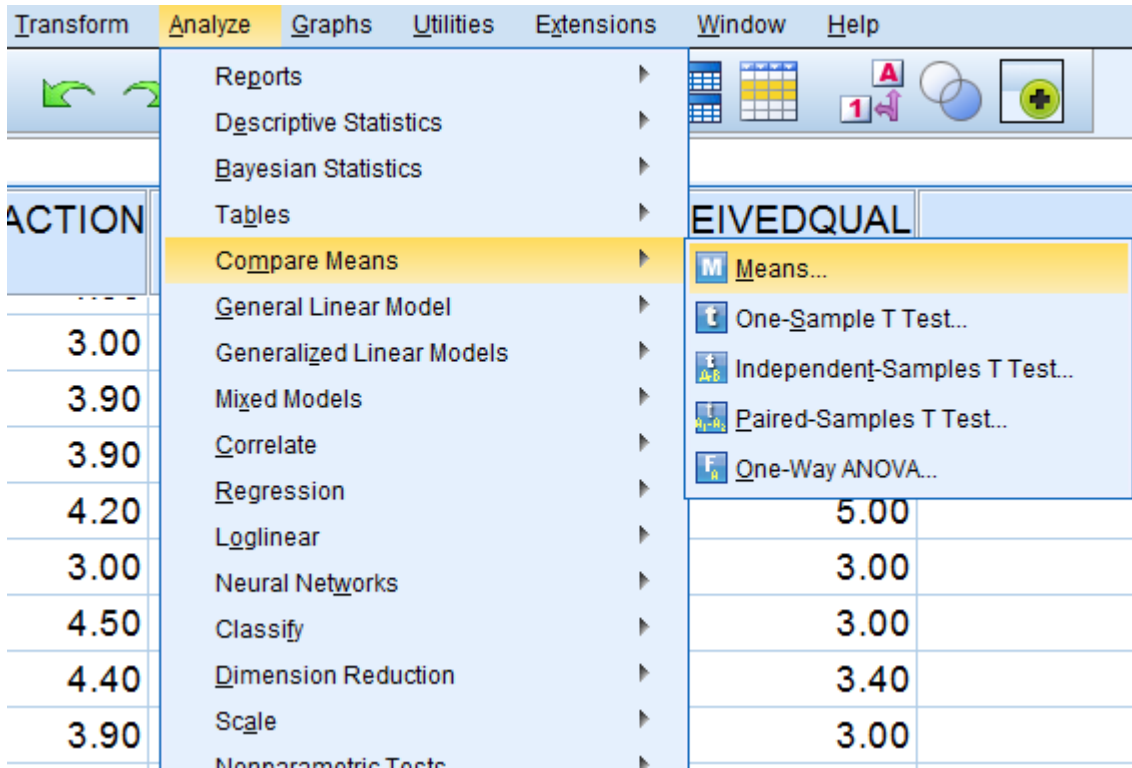 Transform Analyze Graphs Utilities Extensions Window Help
A
1
Reports
Descriptive Statistics
Bayesian Statistics
Tables
ACTION
EIVEDQUAL
Compare Means
M Means...
General Linear Model
t One-Sample T Test...
3.00
Generalized Linear Models
Independent-Samples T Test...
3.90
Mixed Models
Paired-Samples T Test...
3.90
Correlate
One-Way ANOVA...
4.20
Regression
5.00
Loglinear
3.00
Neural Networks
3.00
4.50
Classify
3.00
4.40
Dimension Reduction
3.40
3.90
Scale
3.00
Nonparametric Tests